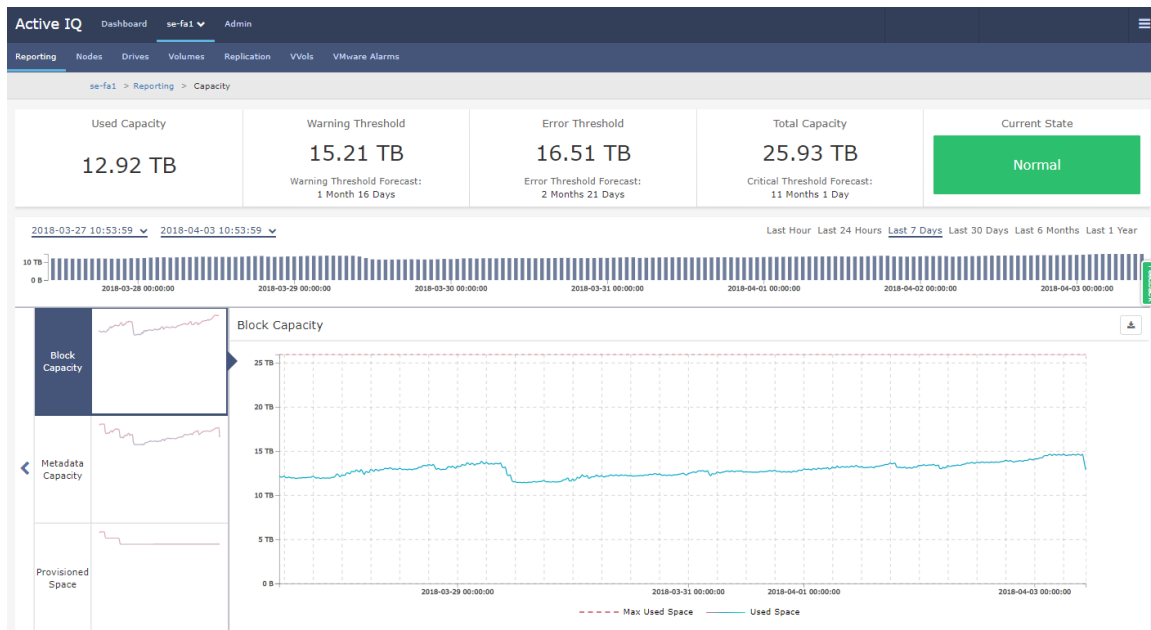 Active IQ Dashboard se-fa1 Admin
Reporting Nodes Drives Volumes Replication VVols VMware Alarms
se-fa1 > Reporting > Capacity
Used Capacity
12.92 TB
Warning Threshold
15.21 TB
Warning Threshold Forecast:
1 Month 16 Days
Error Threshold
16.51 TB
Error Threshold Forecast:
2 Months 21 Days
Total Capacity
25.93 TB
Critical Threshold Forecast:
11 Months 1 Day
Current State
Normal
2018-03-27 10:53:59 2018-04-03 10:53:59 Last Hour Last 24 Hours Last 7 Days Last 30 Days Last 6 Months Last 1 Year
10 TB
0 B
2018-03-28 00:00:00 2018-03-29 00:00:00 2018-03-30 00:00:00 2018-03-31 00:00:00 2018-04-01 00:00:00 2018-04-02 00:00:00 2018-04-03 00:00:00
Block
Capacity
Metadata
Capacity
Provisioned
Space
Block Capacity
25 TB
20 TB
15 TB
10 TB
5 TB
0 B
2018-03-29 00:00:00 2018-03-31 00:00:00 2018-04-01 00:00:00 2018-04-03 00:00:00
Max Used Space Used Space